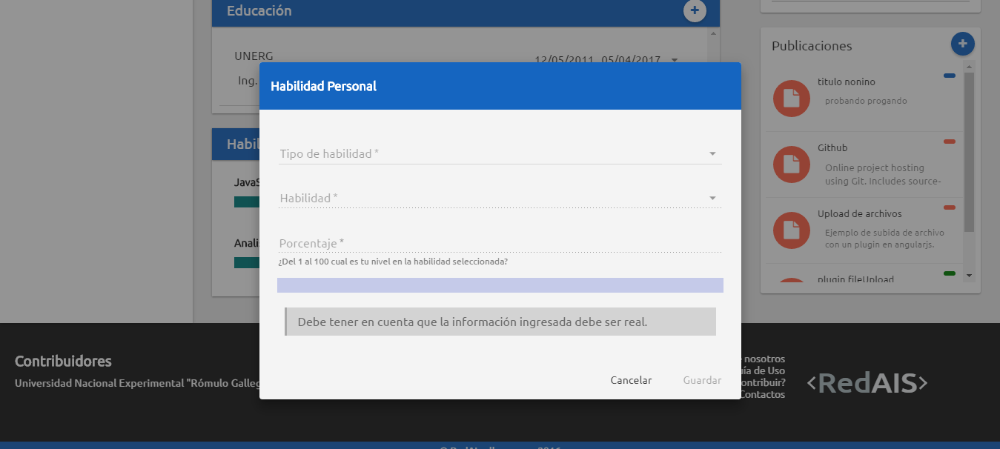 Educación
UNERG
12/05/2011 05/04/2017
Ing.
Habilidad Personal
Tipo de habilidad *
Habilidad *
Porcentaje *
¿Del 1 al 100 cual es tu nivel en la habilidad seleccionada?
Debe tener en cuenta que la información ingresada debe ser real.
Cancelar
Guardar
Habil
JavaS
Analis
Publicaciones
titulo nonino
probando progando
Github
Online project hosting
using Git. Includes source-
Upload de archivos
Ejemplo de subida de archivo
con un plugin en angularjs.
plugin fileUpload
Contribuidores
Universidad Nacional Experimental "Rómulo Galleg
nosotros
ía de Uso
ontribuir?
Contactos
<RedAIS>